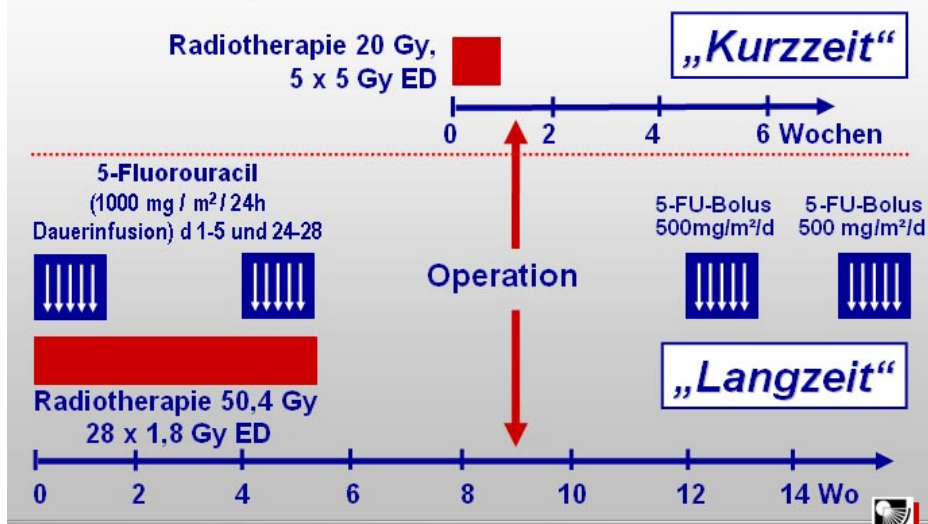 Radiotherapie 20 Gy,
5 x 5 Gy ED
„Kurzzeit“
0 2 4 6 Wochen
5-Fluorouracil
(1000 mg / m²/ 24h
Dauerinfusion) d 1-5 und 24-28
5-FU-Bolus
500mg/m²/d
5-FU-Bolus
500 mg/m²/d
Operation
„Langzeit“
Radiotherapie 50,4 Gy
28 x 1,8 Gy ED
0 2 4 6 8 10 12 14 Wo